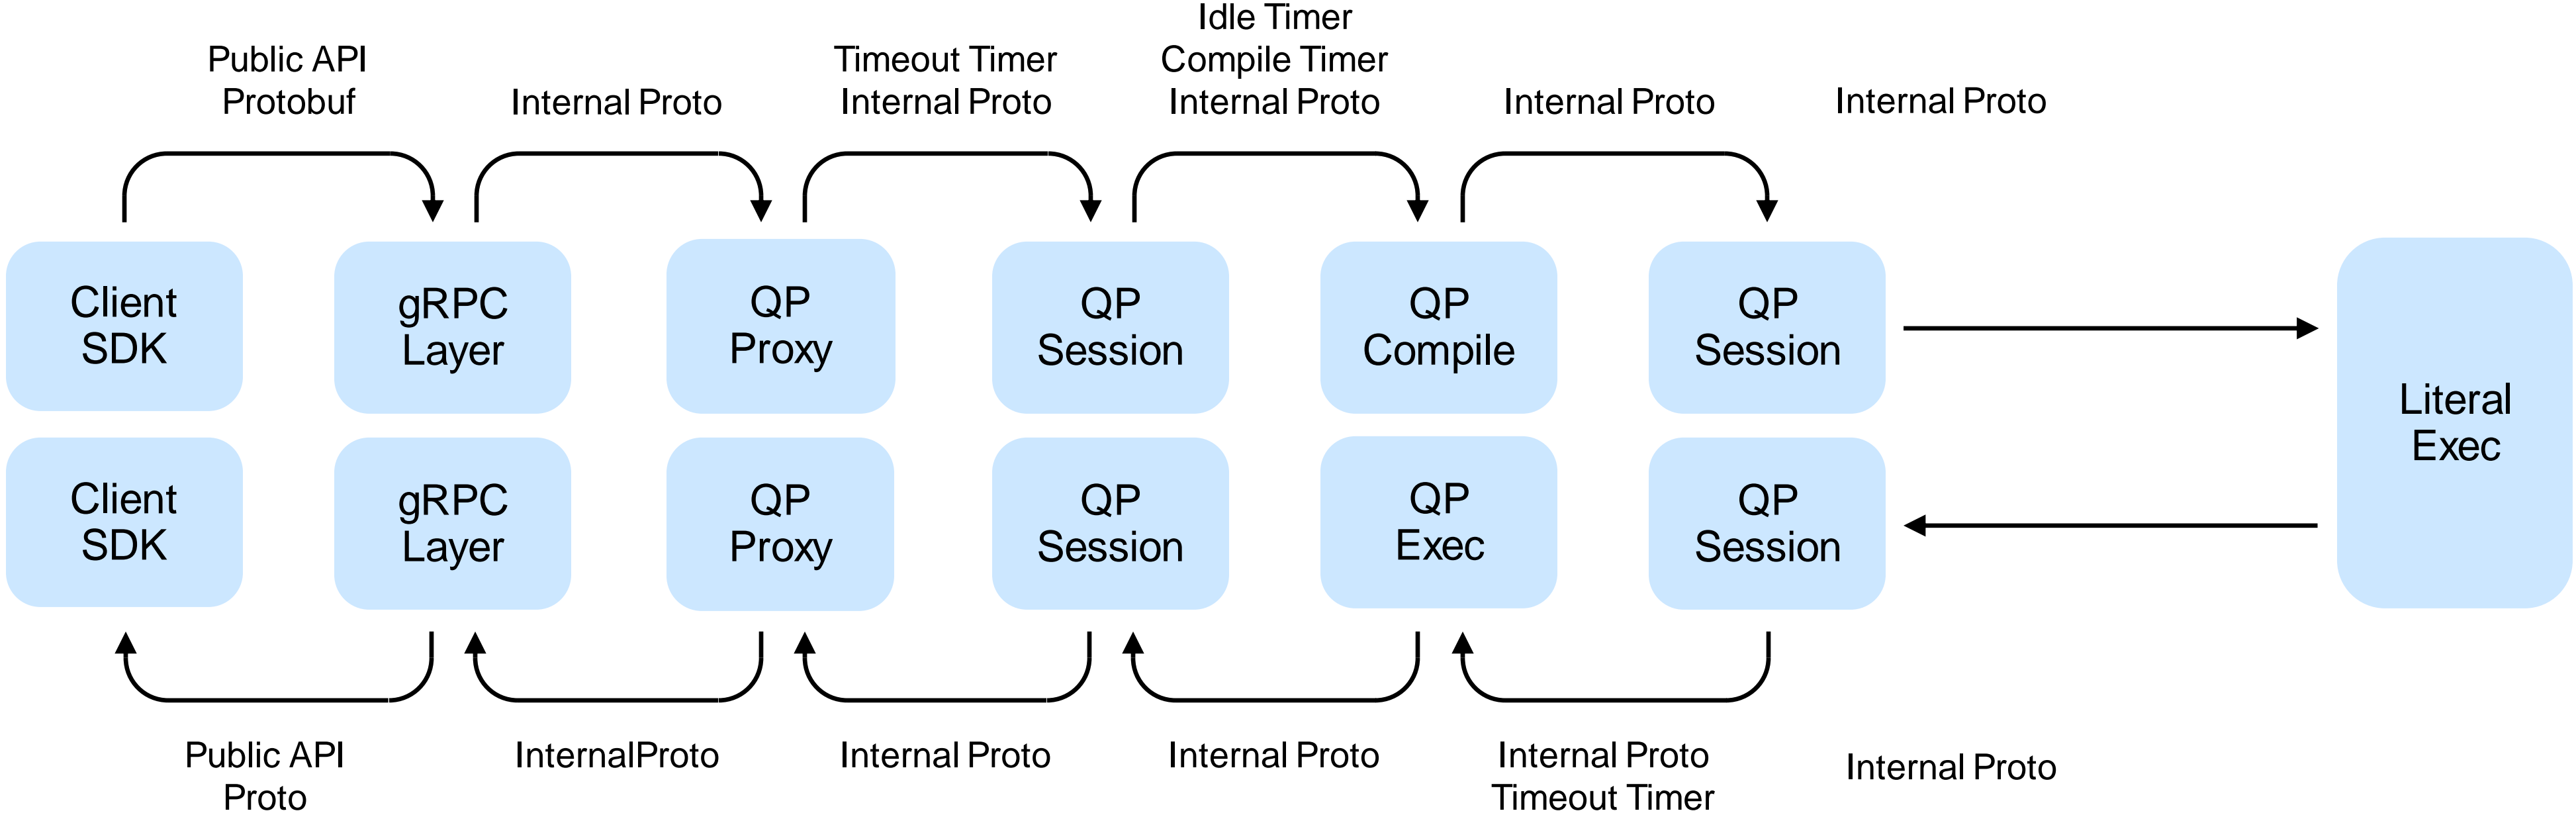 Public API
Protobuf
Internal Proto
Timeout Timer
Internal Proto
Idle Timer
Compile Timer
Internal Proto
Internal Proto
Internal Proto
Client
SDK
gRPC
Layer
QP
Proxy
QP
Session
QP
Compile
QP
Session
Literal
Exec
Client
SDK
gRPC
Layer
QP
Proxy
QP
Session
QP
Exec
QP
Session
Public API
Proto
InternalProto
Internal Proto
Internal Proto
Internal Proto
Timeout Timer
Internal Proto